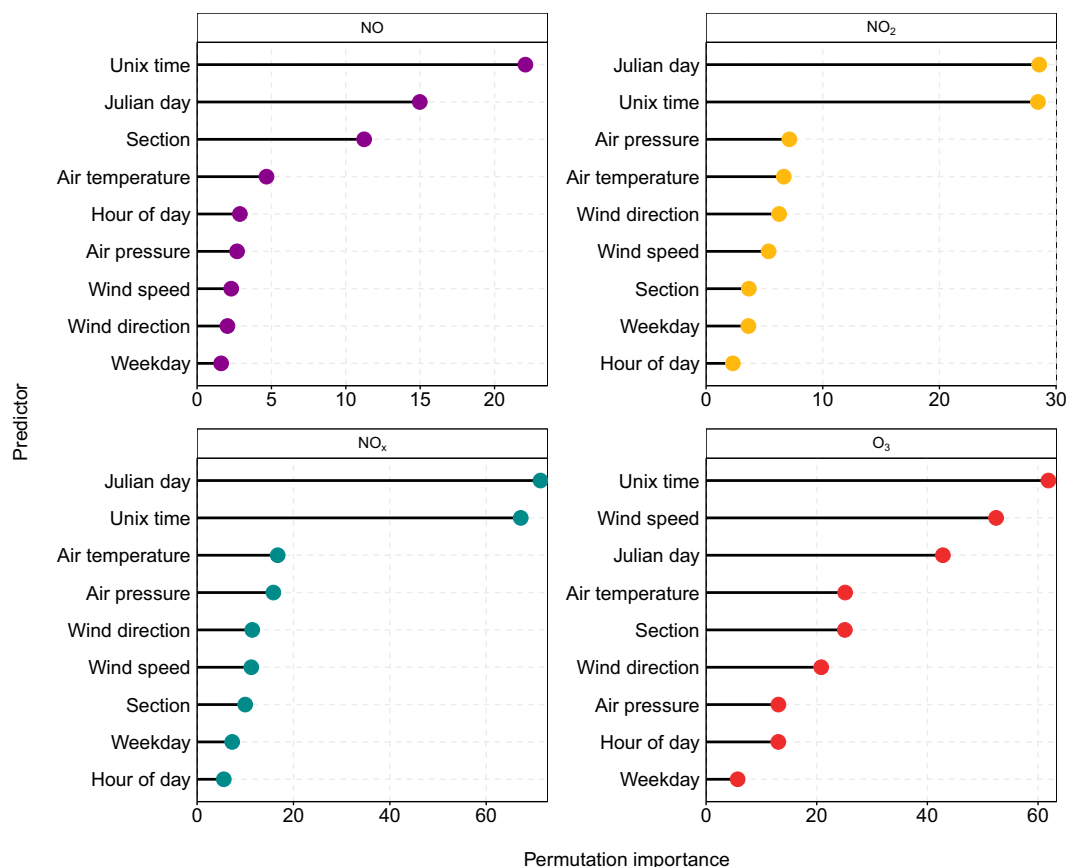 NO
Unix time
Julian day
Section
Air temperature
Hour of day
Air pressure
Wind speed
Wind direction
Weekday
0 5 10 15 20
NO₂
Julian day
Unix time
Air pressure
Air temperature
Wind direction
Wind speed
Section
Weekday
Hour of day
0 10 20 30
Predictor
NOₓ
Julian day
Unix time
Air temperature
Air pressure
Wind direction
Wind speed
Section
Weekday
Hour of day
0 20 40 60
O₃
Unix time
Wind speed
Julian day
Air temperature
Section
Wind direction
Air pressure
Hour of day
Weekday
0 20 40 60
Permutation importance